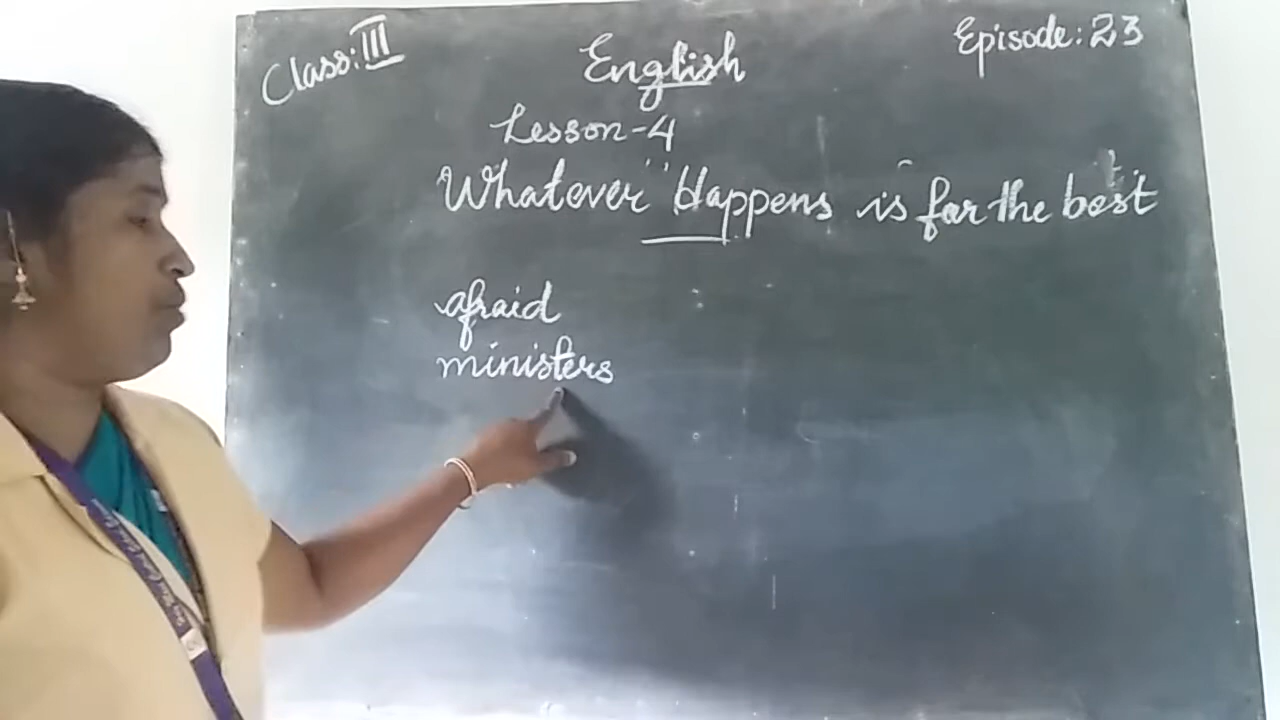 Class: III
English
Episode: 23
Lesson-4
Whatever "Happens is for the best
afraid
ministers